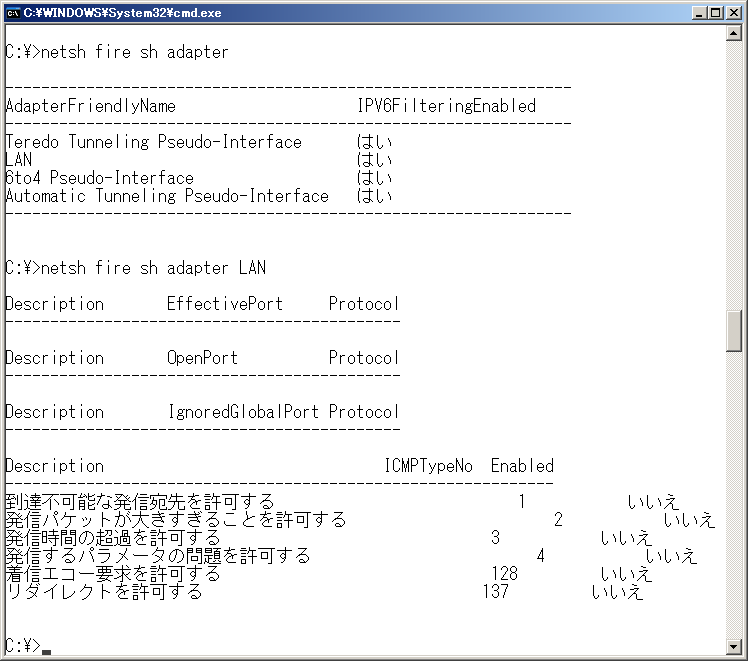 C:¥WINDOWS¥System32¥cmd.exe
C:¥>netsh fire sh adapter
---------------------------------------------------------------
AdapterFriendlyName IPV6FilteringEnabled
---------------------------------------------------------------
Teredo Tunneling Pseudo-Interface はい
LAN はい
6to4 Pseudo-Interface はい
Automatic Tunneling Pseudo-Interface はい
---------------------------------------------------------------
C:¥>netsh fire sh adapter LAN
Description EffectivePort Protocol
--------------------------------------------
Description OpenPort Protocol
--------------------------------------------
Description IgnoredGlobalPort Protocol
--------------------------------------------
Description ICMPTypeNo Enabled
-------------------------------------------------------------
到達不可能な発信宛先を許可する 1 いいえ
発信パケットが大きすぎることを許可する 2 いいえ
発信時間の超過を許可する 3 いいえ
発信するパラメータの問題を許可する 4 いいえ
着信エコー要求を許可する 128 いいえ
リダイレクトを許可する 137 いいえ
C:¥>_